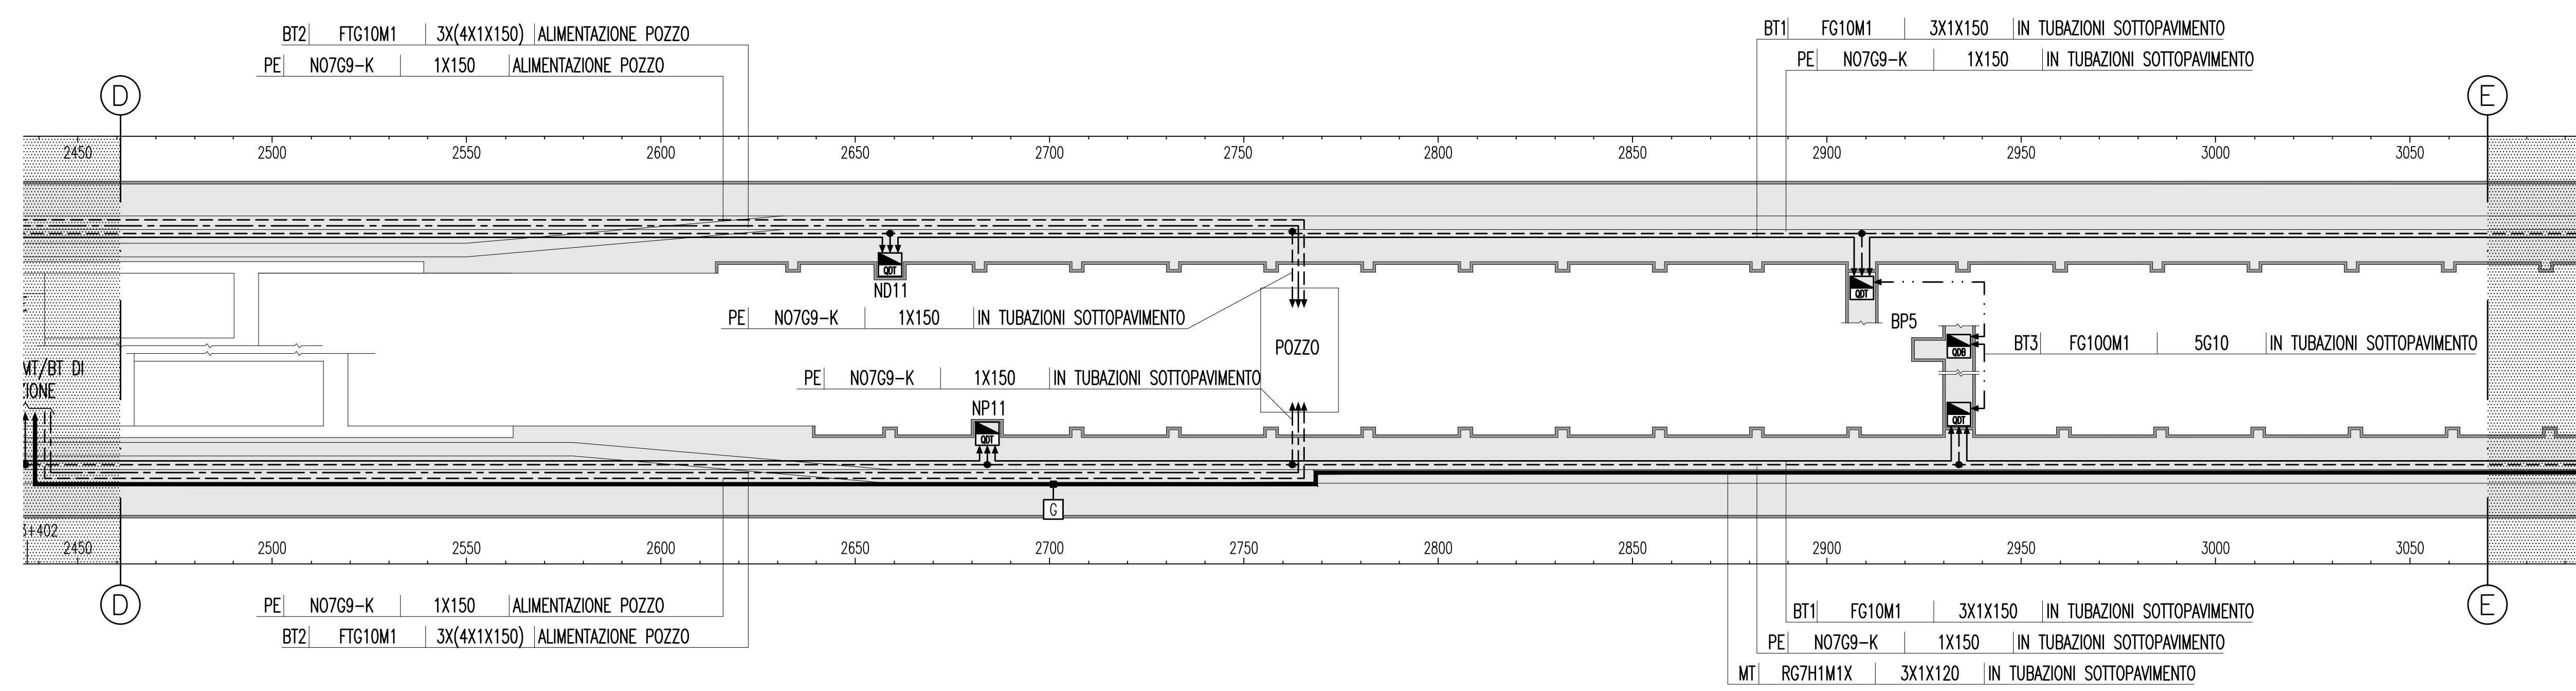 BT2 FTG10M1 3X(4X1X150) ALIMENTAZIONE POZZO
PE N07G9-K 1X150 ALIMENTAZIONE POZZO
BT1 FG10M1 3X1X150 IN TUBAZIONI SOTTOPAVIMENTO
PE N07G9-K 1X150 IN TUBAZIONI SOTTOPAVIMENTO
D E
2450 2500 2550 2600 2650 2700 2750 2800 2850 2900 2950 3000 3050
QDT
ND11
QDT
BP5
PE N07G9-K 1X150 IN TUBAZIONI SOTTOPAVIMENTO
POZZO
QDB
BT3 FG10OM1 5G10 IN TUBAZIONI SOTTOPAVIMENTO
MT/BT DI
ZIONE
PE N07G9-K 1X150 IN TUBAZIONI SOTTOPAVIMENTO
NP11
QDT
QDT
G
3+402
2450 2500 2550 2600 2650 2700 2750 2800 2850 2900 2950 3000 3050
D E
PE N07G9-K 1X150 ALIMENTAZIONE POZZO
BT2 FTG10M1 3X(4X1X150) ALIMENTAZIONE POZZO
BT1 FG10M1 3X1X150 IN TUBAZIONI SOTTOPAVIMENTO
PE N07G9-K 1X150 IN TUBAZIONI SOTTOPAVIMENTO
MT RG7H1M1X 3X1X120 IN TUBAZIONI SOTTOPAVIMENTO